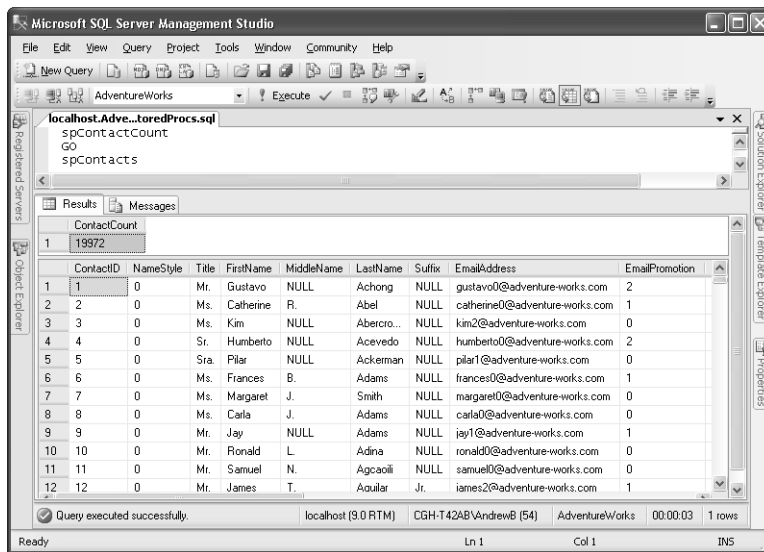 Microsoft SQL Server Management Studio
File Edit View Query Project Tools Window Community Help
New Query
AdventureWorks Execute
localhost.Adve...toredProcs.sql
spContactCount
GO
spContacts
Registered Servers
Object Explorer
Solution Explorer
Template Explorer
Properties
Results Messages
ContactCount
1 19972
ContactID NameStyle Title FirstName MiddleName LastName Suffix EmailAddress EmailPromotion
1 1 0 Mr. Gustavo NULL Achong NULL gustavo0@adventure-works.com 2
2 2 0 Ms. Catherine R. Abel NULL catherine0@adventure-works.com 1
3 3 0 Ms. Kim NULL Abercro... NULL kim2@adventure-works.com 0
4 4 0 Sr. Humberto NULL Acevedo NULL humberto0@adventure-works.com 2
5 5 0 Sra. Pilar NULL Ackerman NULL pilar1@adventure-works.com 0
6 6 0 Ms. Frances B. Adams NULL frances0@adventure-works.com 1
7 7 0 Ms. Margaret J. Smith NULL margaret0@adventure-works.com 0
8 8 0 Ms. Carla J. Adams NULL carla0@adventure-works.com 0
9 9 0 Mr. Jay NULL Adams NULL jay1@adventure-works.com 1
10 10 0 Mr. Ronald L. Adina NULL ronald0@adventure-works.com 0
11 11 0 Mr. Samuel N. Agcaoili NULL samuel0@adventure-works.com 0
12 12 0 Mr. James T. Aguilar Jr. james2@adventure-works.com 1
Query executed successfully. localhost (9.0 RTM) CGH-T42AB\AndrewB (54) AdventureWorks 00:00:03 1 rows
Ready Ln 1 Col 1 INS